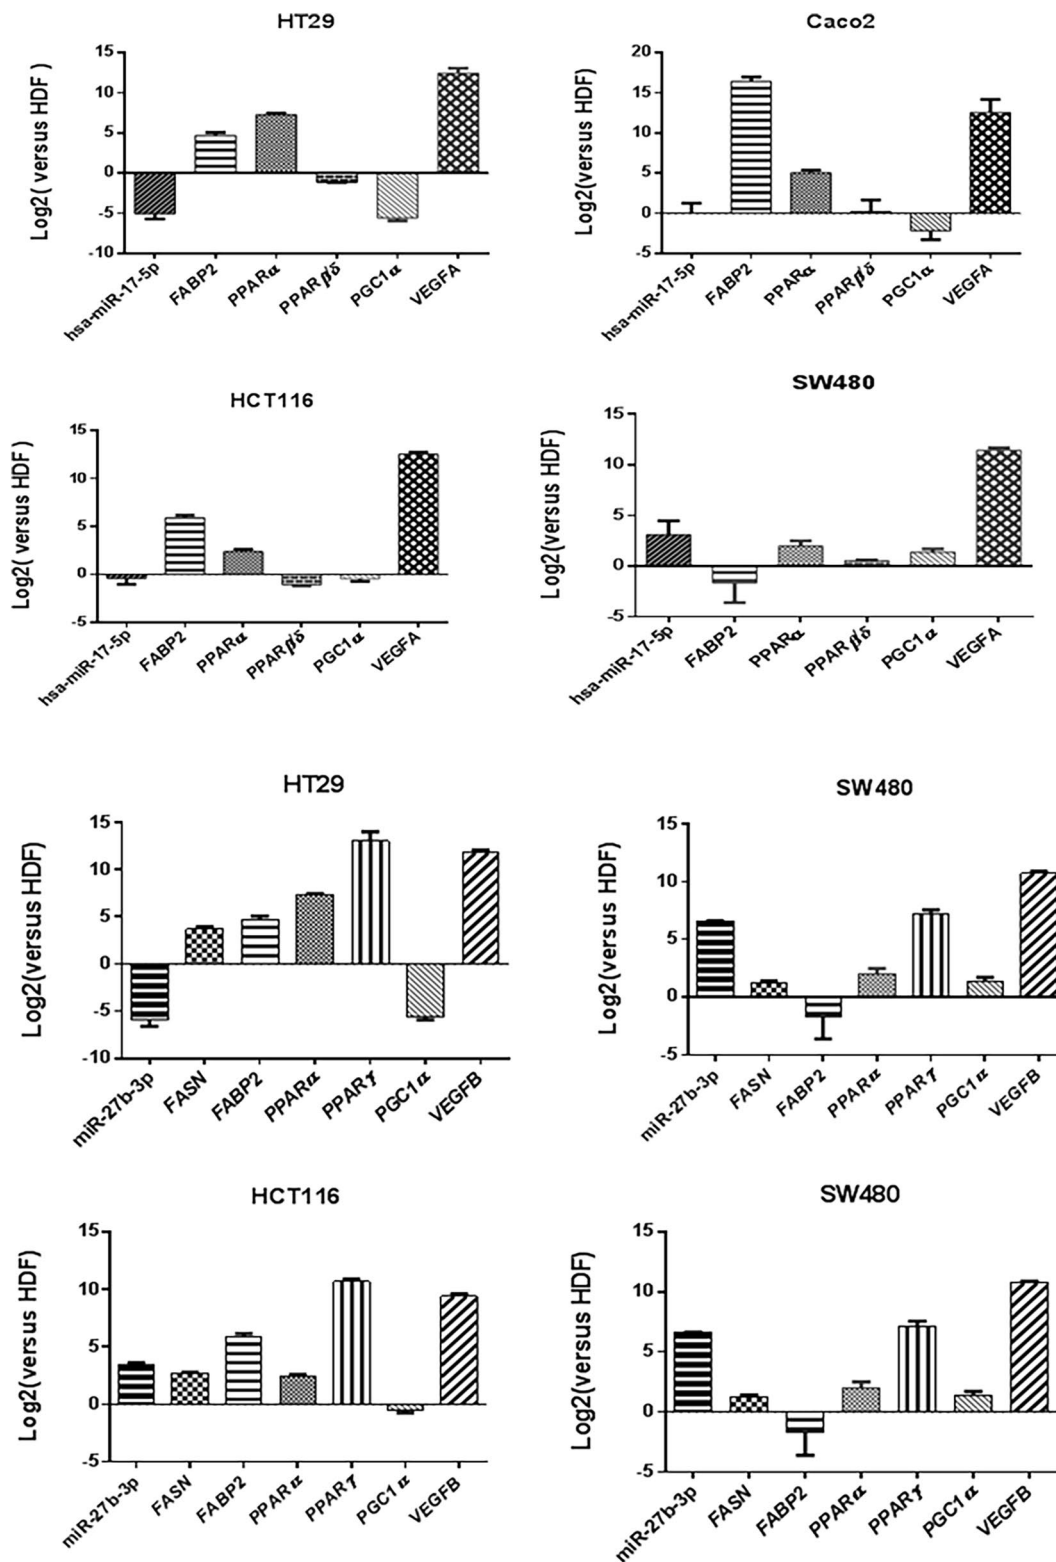 HT29
Log2( versus HDF )
15
10
5
0
-5
-10
hsa-miR-17-5p
FABP2
PPARα
PPARβ/δ
PGC1α
VEGFA
Caco2
Log2(versus HDF)
20
15
10
5
0
-5
hsa-miR-17-5p
FABP2
PPARα
PPARβ/δ
PGC1α
VEGFA
HCT116
Log2( versus HDF )
15
10
5
0
-5
hsa-miR-17-5p
FABP2
PPARα
PPARβ/δ
PGC1α
VEGFA
SW480
Log2(versus HDF)
15
10
5
0
-5
hsa-miR-17-5p
FABP2
PPARα
PPARβ/δ
PGC1α
VEGFA
HT29
Log2(versus HDF)
15
10
5
0
-5
-10
miR-27b-3p
FASN
FABP2
PPARα
PPARγ
PGC1α
VEGFB
SW480
Log2(versus HDF)
15
10
5
0
-5
miR-27b-3p
FASN
FABP2
PPARα
PPARγ
PGC1α
VEGFB
HCT116
Log2(versus HDF)
15
10
5
0
-5
miR-27b-3p
FASN
FABP2
PPARα
PPARγ
PGC1α
VEGFB
SW480
Log2(versus HDF)
15
10
5
0
-5
miR-27b-3p
FASN
FABP2
PPARα
PPARγ
PGC1α
VEGFB